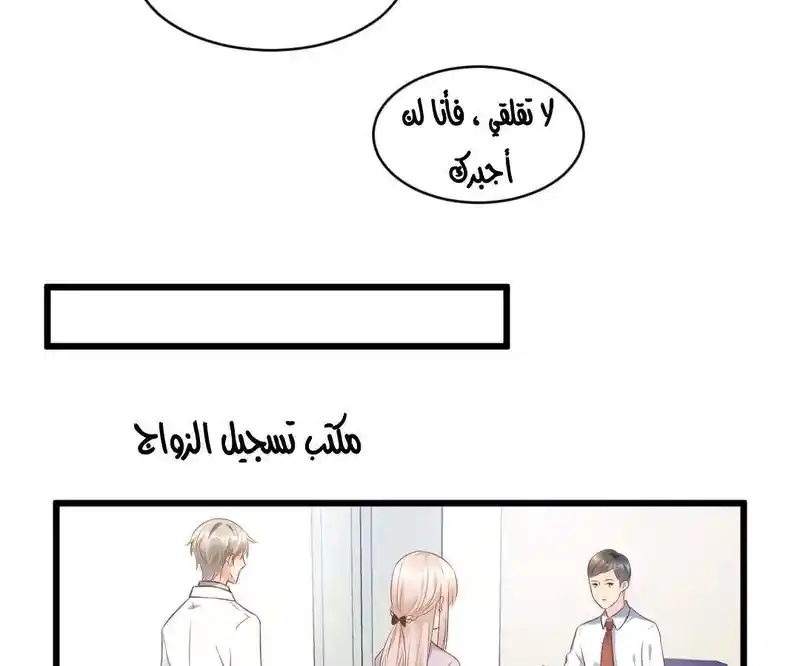 لا تقلقي ، فأنا لن
أجبرك
مكتب تسجيل الزواج